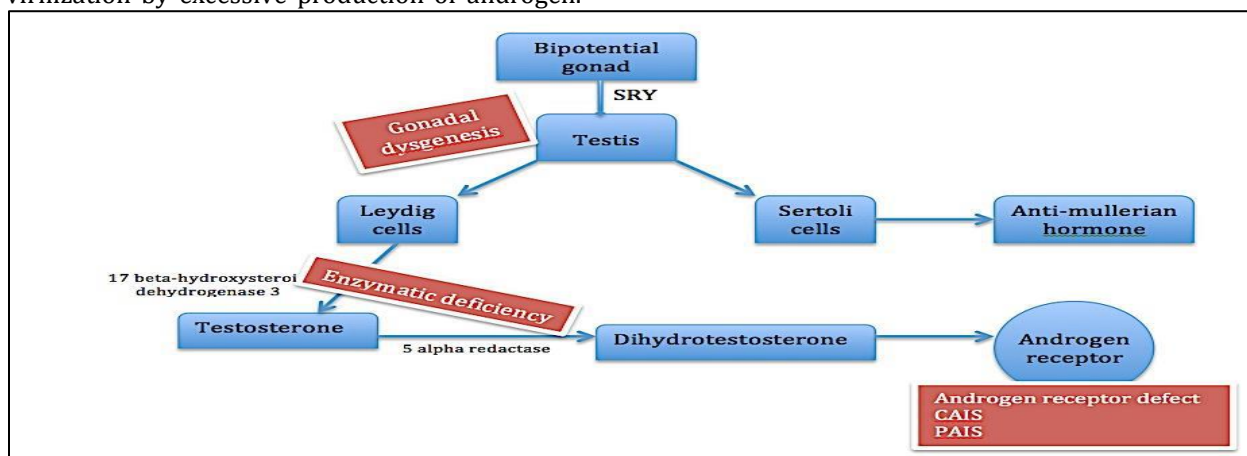 virilization by excessive production of androgen.
Bipotential
gonad
SRY
Gonadal
dysgenesis
Testis
Leydig
cells
Sertoli
cells
Anti-mullerian
hormone
17 beta-hydroxysteroi
dehydrogenase 3
Enzymatic deficiency
Testosterone
5 alpha redactase
Dihydrotestosterone
Androgen
receptor
Androgen receptor defect
CAIS
PAIS